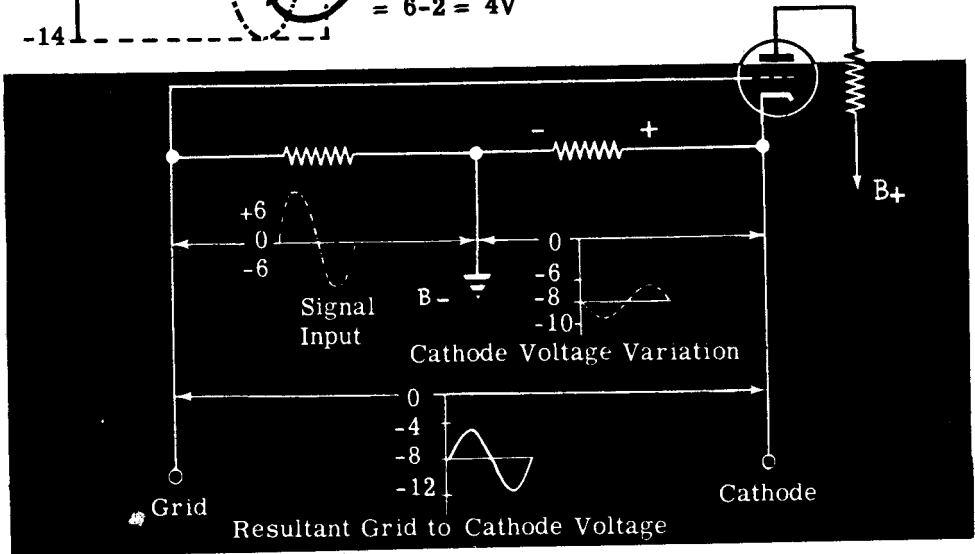 = 6-2 = 4V
-14
- +
B+
+6
0
-6
Signal
Input
B-
0
-6
-8
-10
Cathode Voltage Variation
0
-4
-8
-12
Grid
Cathode
Resultant Grid to Cathode Voltage